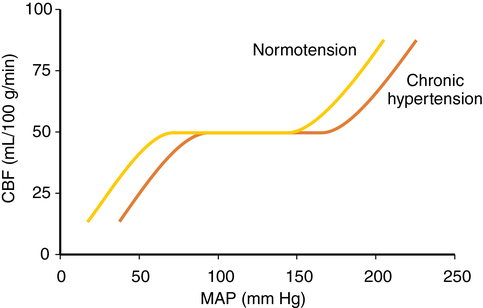 100
75
50
25
0
CBF (mL/100 g/min)
Normotension
Chronic
hypertension
0 50 100 150 200 250
MAP (mm Hg)